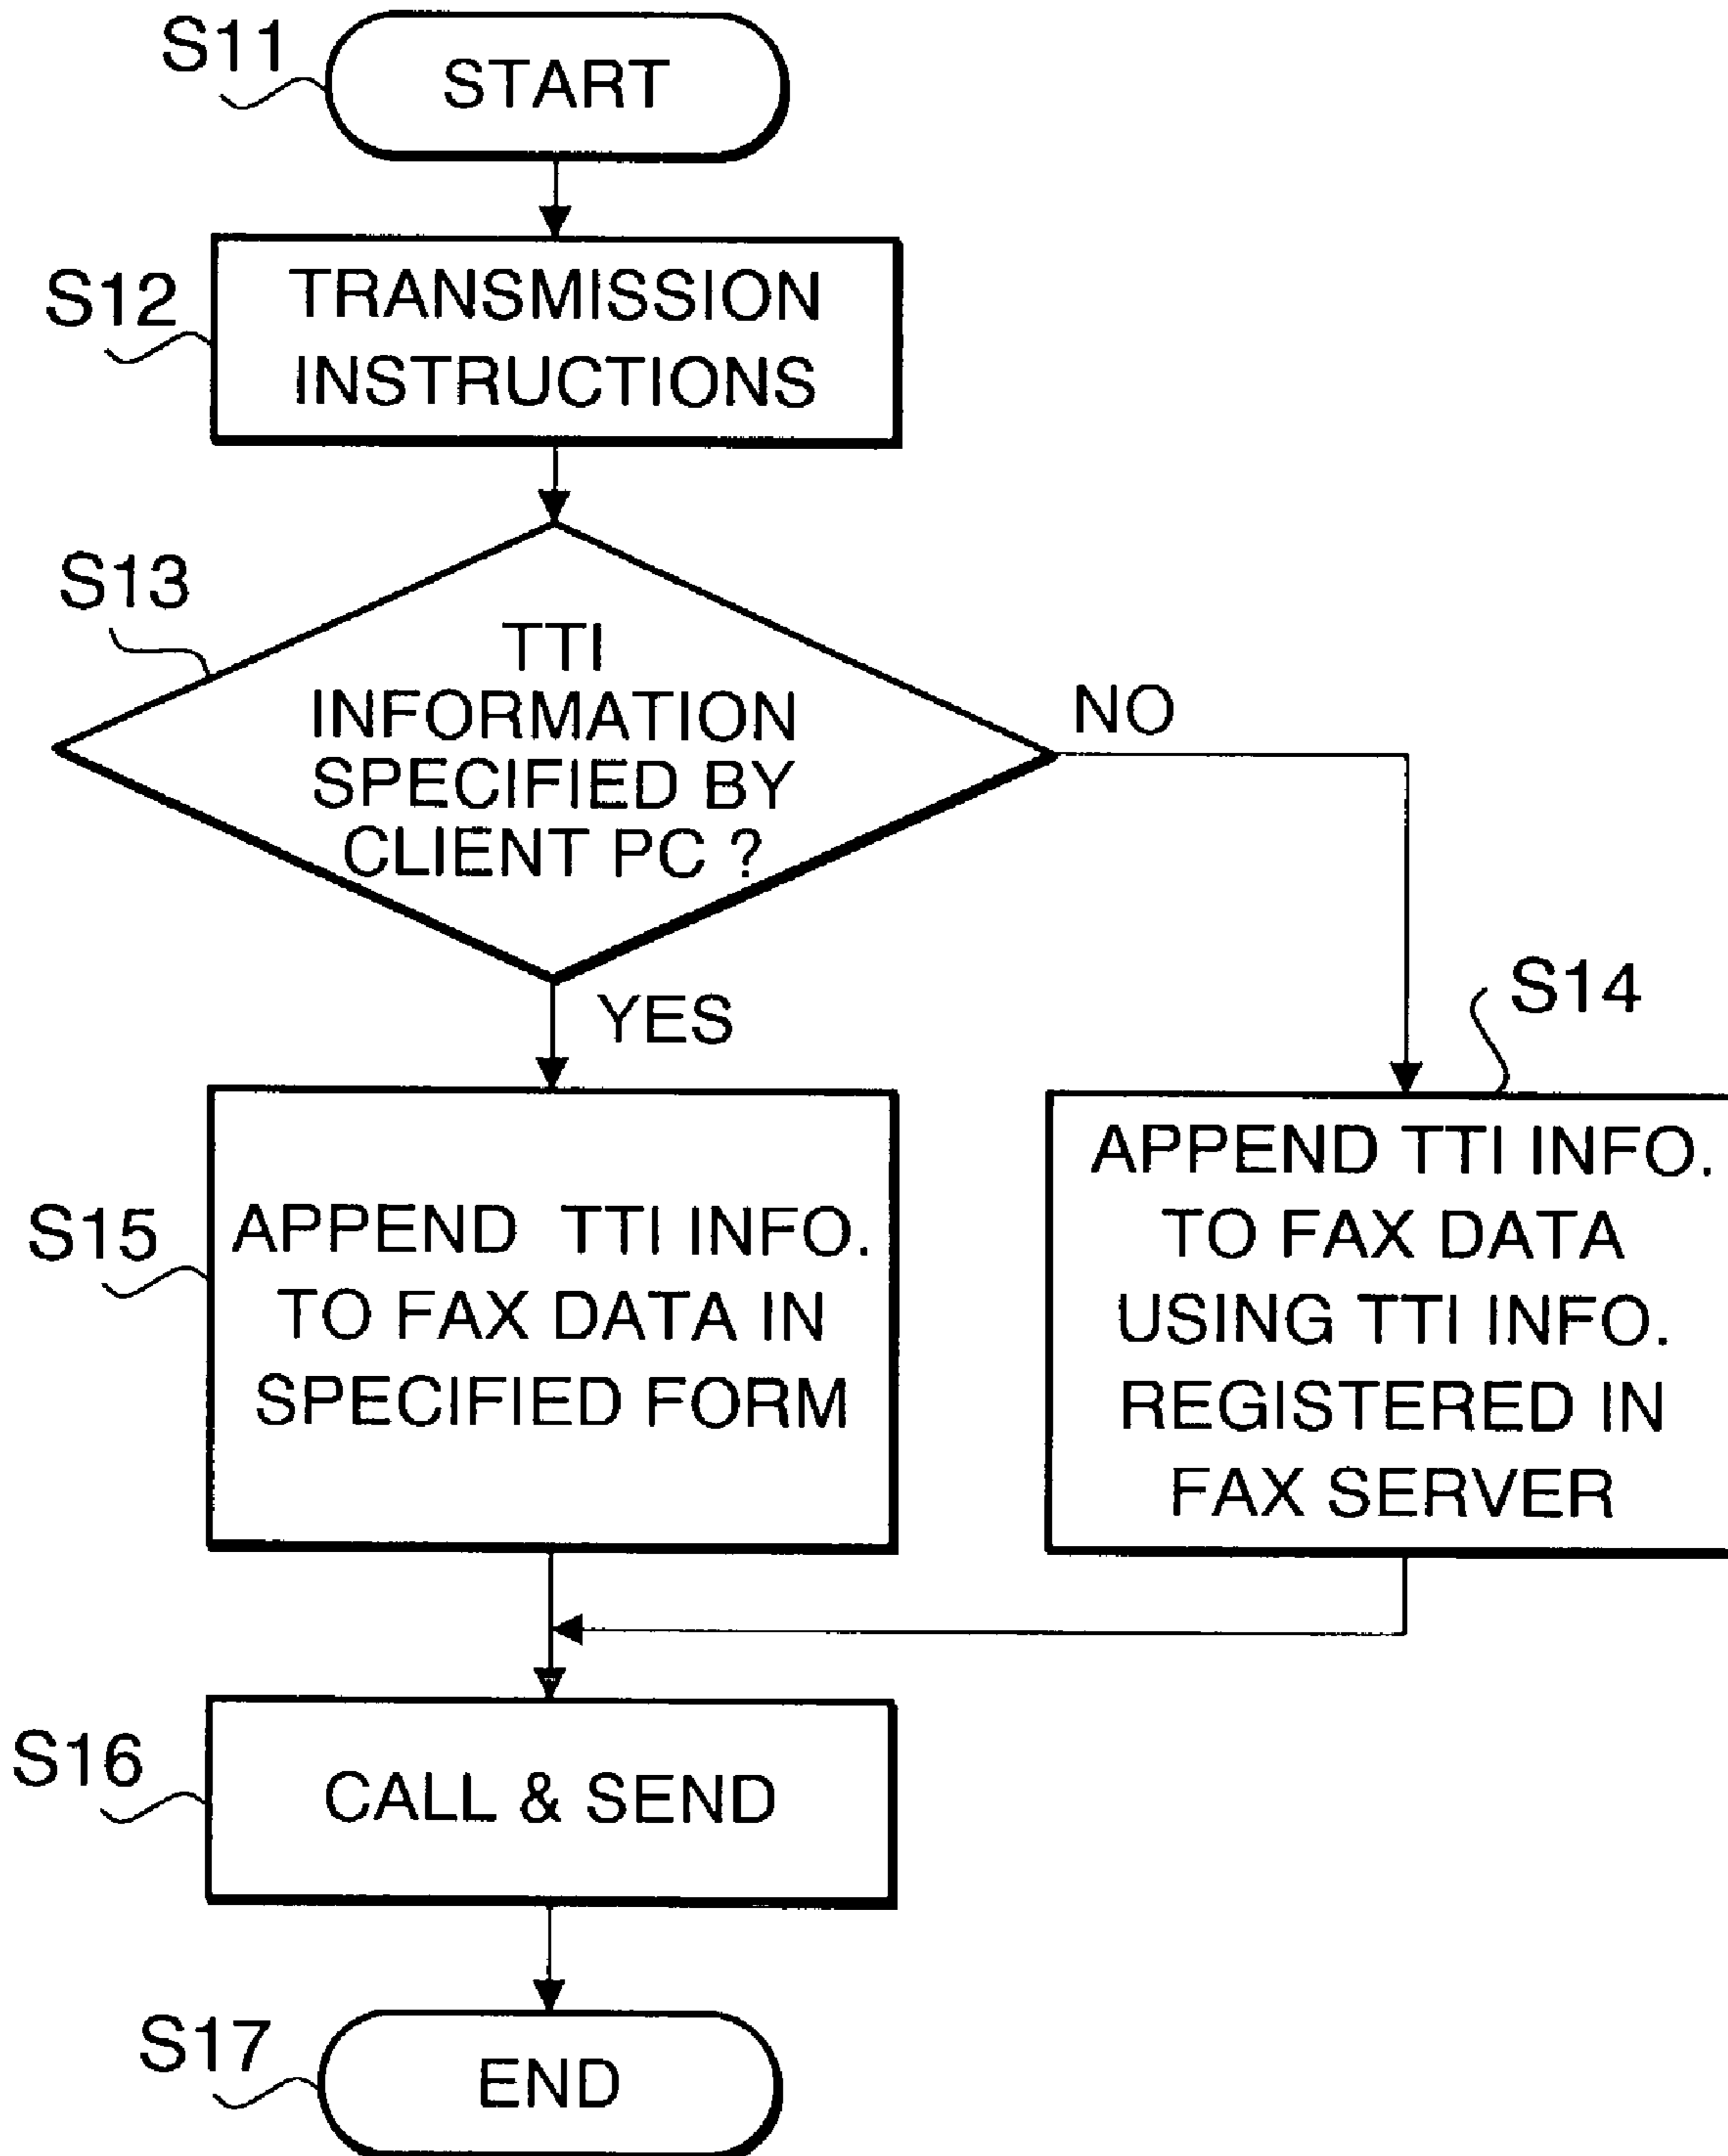 S11
START
S12
TRANSMISSION
INSTRUCTIONS
S13
TTI
INFORMATION
SPECIFIED BY
CLIENT PC ?
NO
YES
S14
APPEND TTI INFO.
TO FAX DATA
USING TTI INFO.
REGISTERED IN
FAX SERVER
S15
APPEND TTI INFO.
TO FAX DATA IN
SPECIFIED FORM
S16
CALL & SEND
S17
END